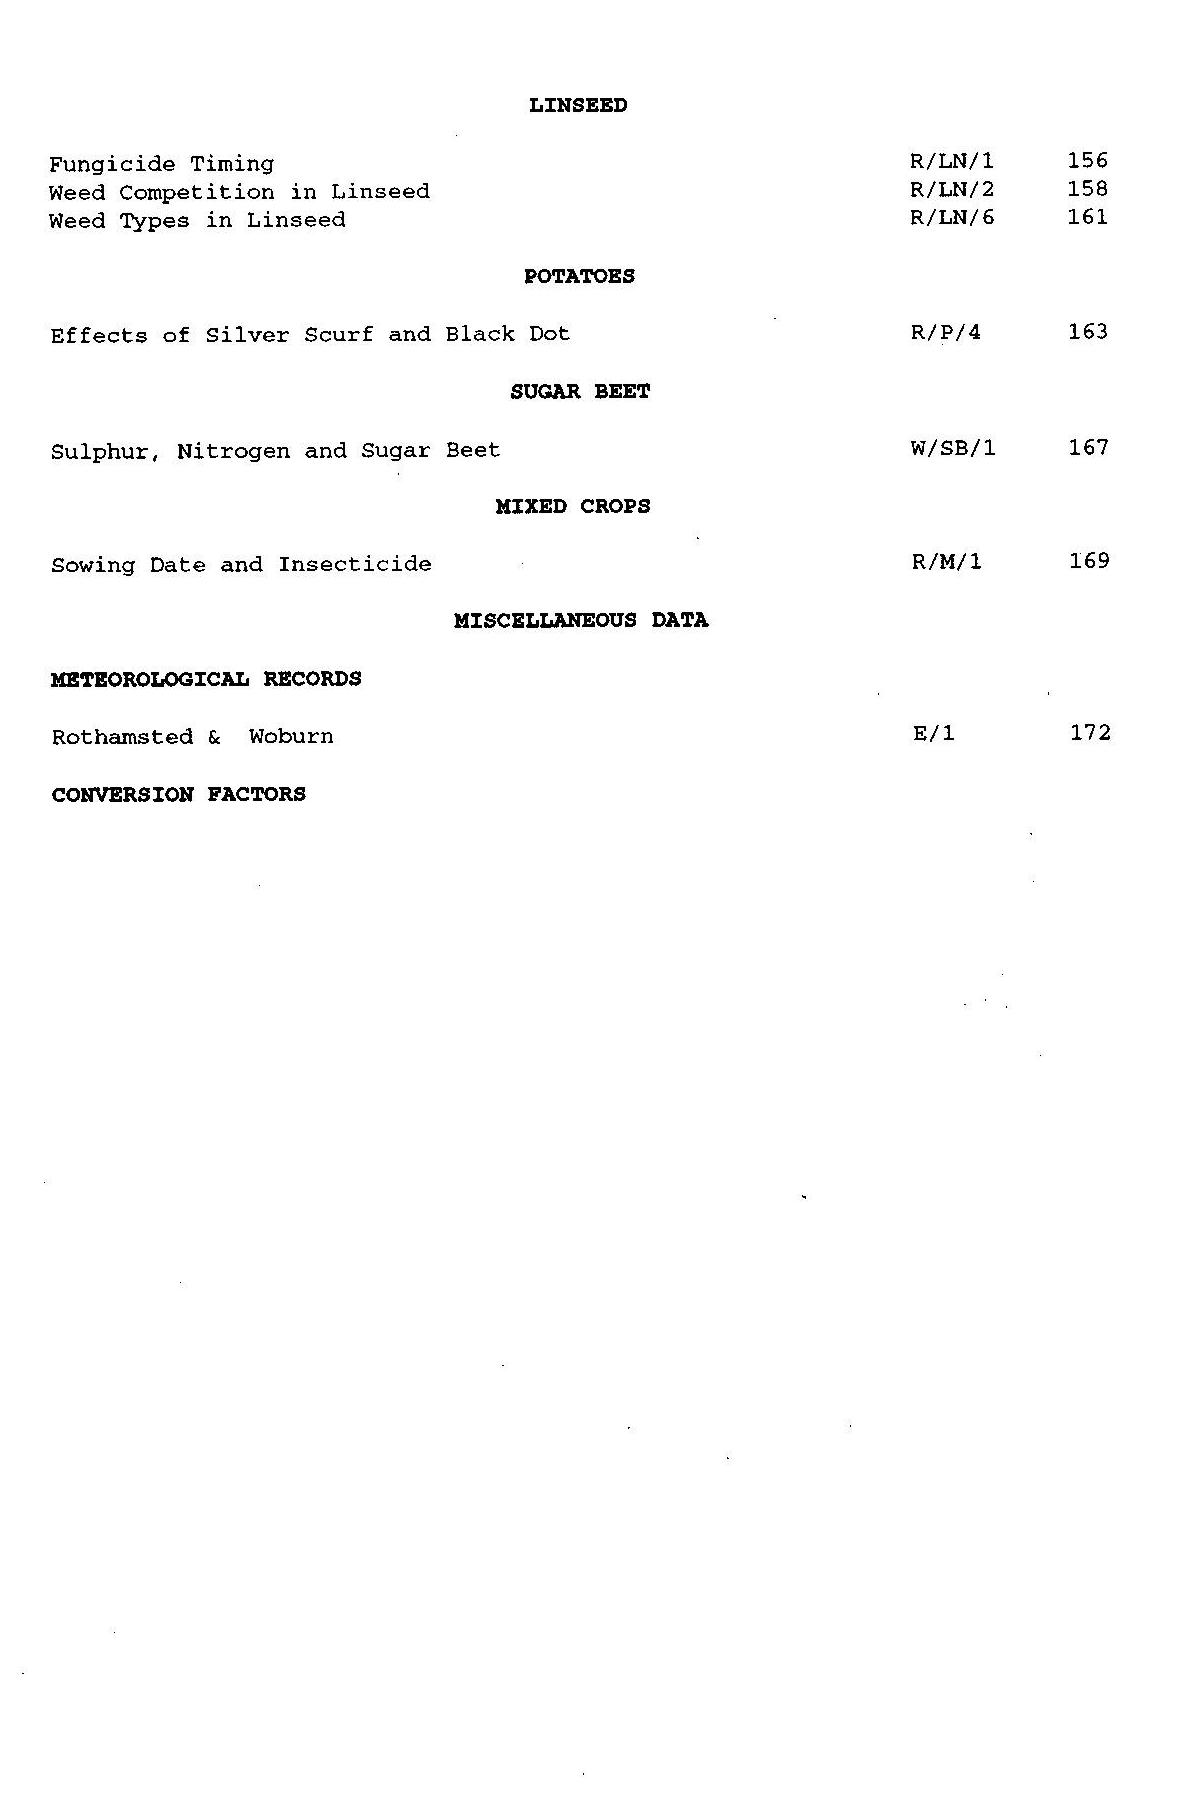 LINSEED
Fungicide Timing R/LN/1 156
Weed Competition in Linseed R/LN/2 158
Weed Types in Linseed R/LN/6 161
POTATOES
Effects of Silver Scurf and Black Dot R/P/4 163
SUGAR BEET
Sulphur, Nitrogen and Sugar Beet W/SB/1 167
MIXED CROPS
Sowing Date and Insecticide R/M/1 169
MISCELLANEOUS DATA
METEOROLOGICAL RECORDS
Rothamsted & Woburn E/1 172
CONVERSION FACTORS